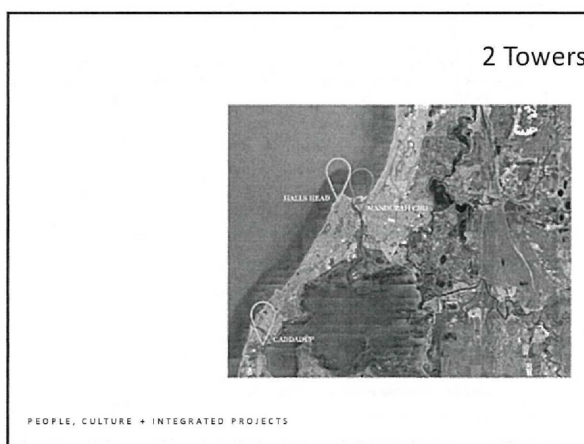 2 Towers
HALLS HEAD
MANDURAH CBD
CADDADUP
PEOPLE, CULTURE + INTEGRATED PROJECTS